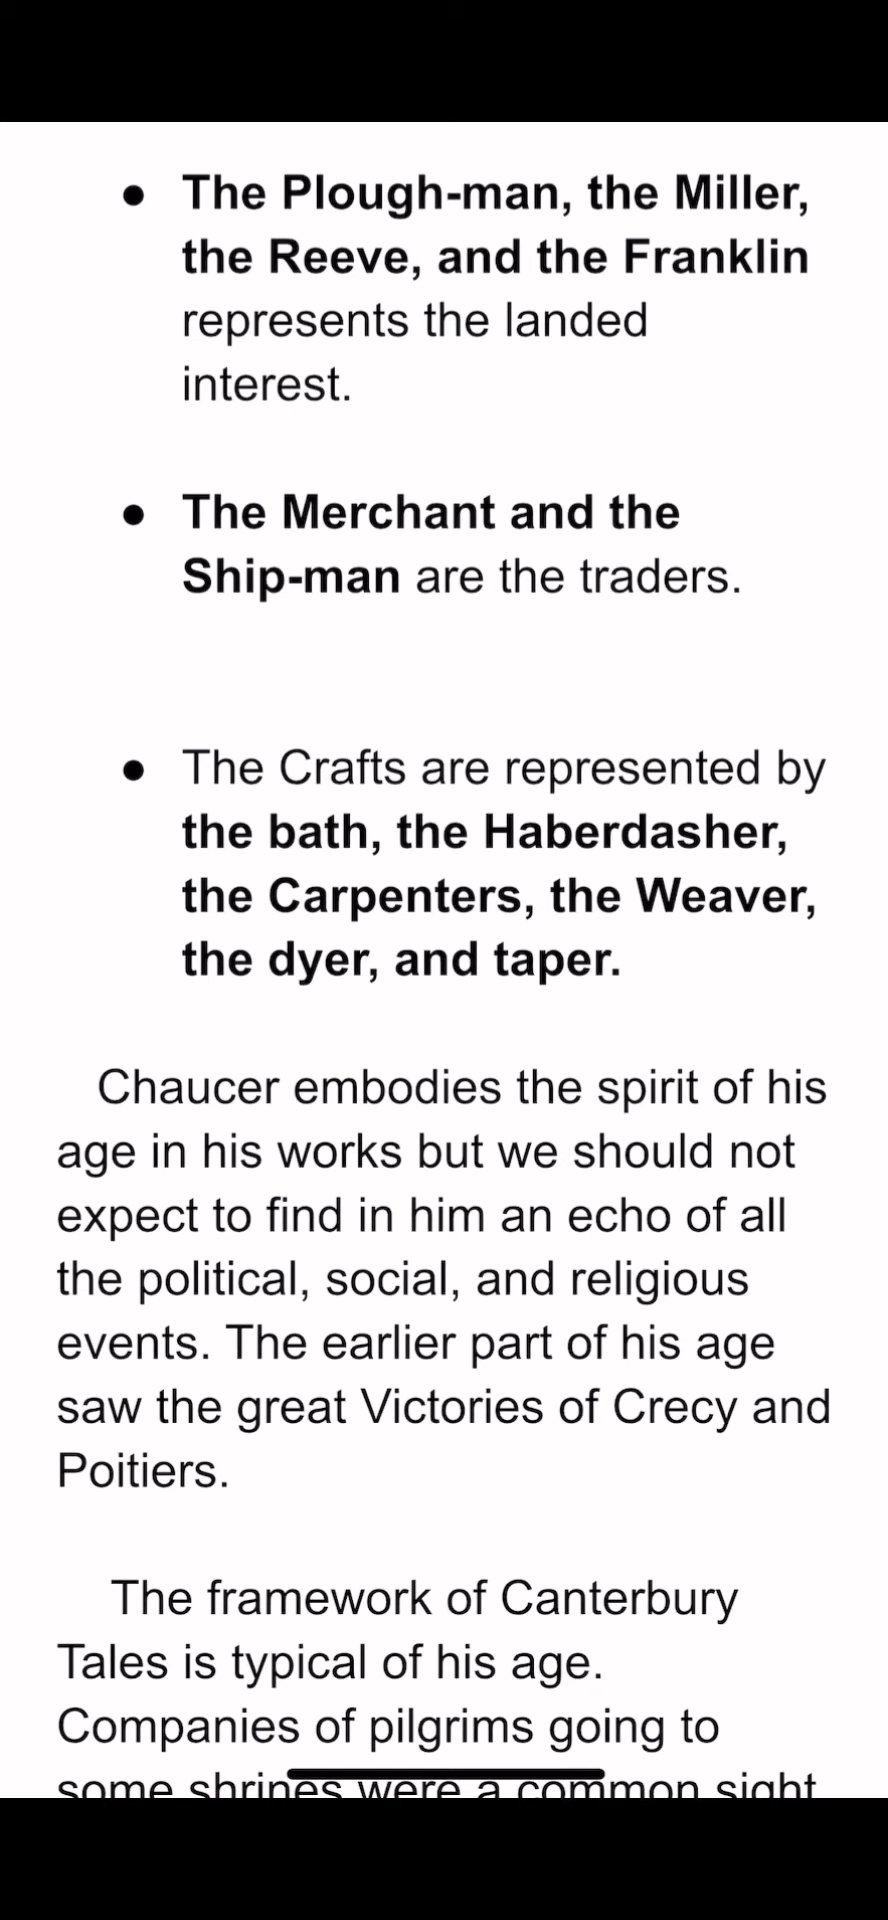 ● The Plough-man, the Miller,
the Reeve, and the Franklin
represents the landed
interest.
● The Merchant and the
Ship-man are the traders.
● The Crafts are represented by
the bath, the Haberdasher,
the Carpenters, the Weaver,
the dyer, and taper.
Chaucer embodies the spirit of his
age in his works but we should not
expect to find in him an echo of all
the political, social, and religious
events. The earlier part of his age
saw the great Victories of Crecy and
Poitiers.
The framework of Canterbury
Tales is typical of his age.
Companies of pilgrims going to
some shrines were a common sight